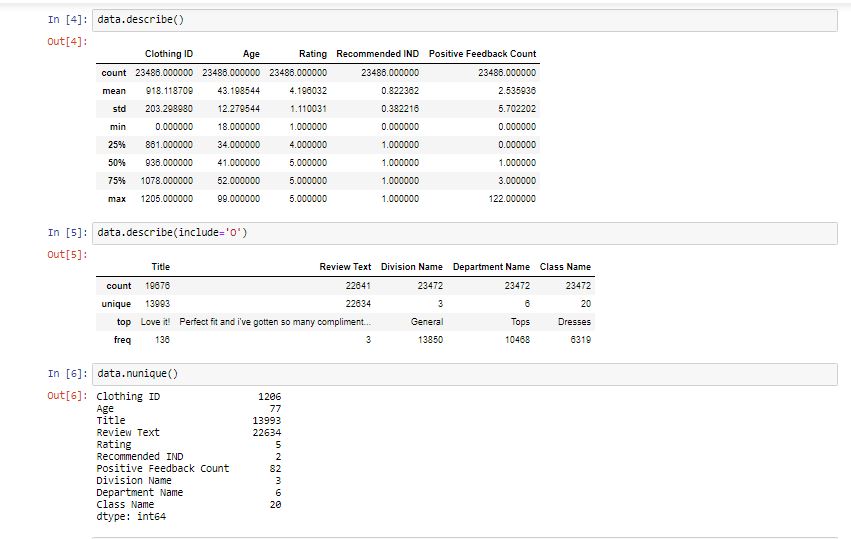 In [4]: data.describe()
Out[4]:
Clothing ID Age Rating Recommended IND Positive Feedback Count
count 23486.000000 23486.000000 23486.000000 23486.000000 23486.000000
mean 918.118709 43.198544 4.196032 0.822362 2.535936
std 203.298980 12.279544 1.110031 0.382216 5.702202
min 0.000000 18.000000 1.000000 0.000000 0.000000
25% 861.000000 34.000000 4.000000 1.000000 0.000000
50% 936.000000 41.000000 5.000000 1.000000 1.000000
75% 1078.000000 52.000000 5.000000 1.000000 3.000000
max 1205.000000 99.000000 5.000000 1.000000 122.000000
In [5]: data.describe(include='O')
Out[5]:
Title Review Text Division Name Department Name Class Name
count 19676 22641 23472 23472 23472
unique 13993 22634 3 6 20
top Love it! Perfect fit and i've gotten so many compliment... General Tops Dresses
freq 136 3 13850 10468 6319
In [6]: data.nunique()
Out[6]: Clothing ID 1206
Age 77
Title 13993
Review Text 22634
Rating 5
Recommended IND 2
Positive Feedback Count 82
Division Name 3
Department Name 6
Class Name 20
dtype: int64